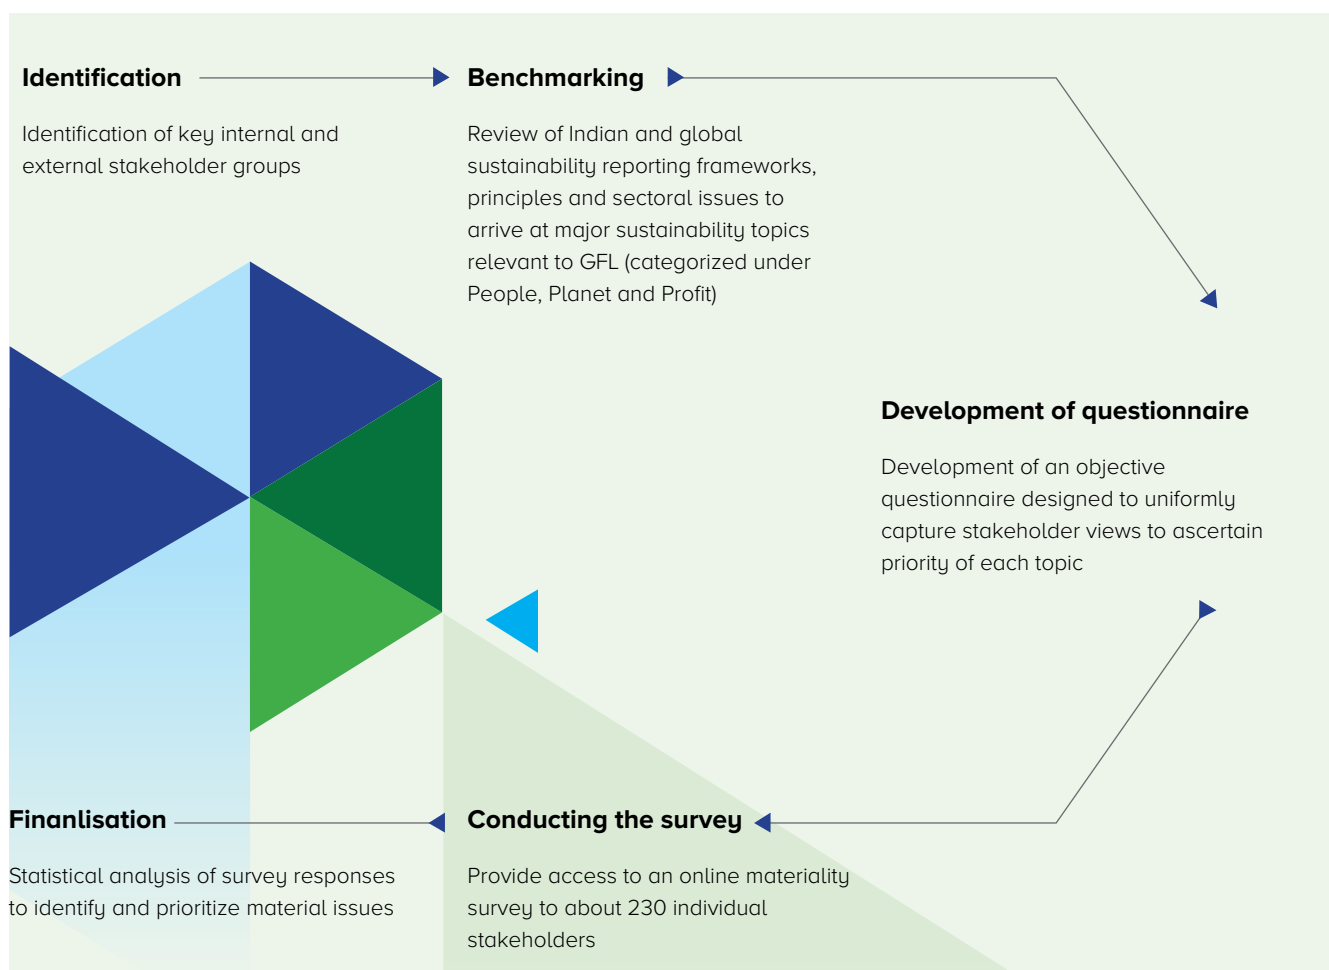 Identification
Identification of key internal and
external stakeholder groups
Benchmarking
Review of Indian and global
sustainability reporting frameworks,
principles and sectoral issues to
arrive at major sustainability topics
relevant to GFL (categorized under
People, Planet and Profit)
Development of questionnaire
Development of an objective
questionnaire designed to uniformly
capture stakeholder views to ascertain
priority of each topic
Conducting the survey
Provide access to an online materiality
survey to about 230 individual
stakeholders
Finanlisation
Statistical analysis of survey responses
to identify and prioritize material issues